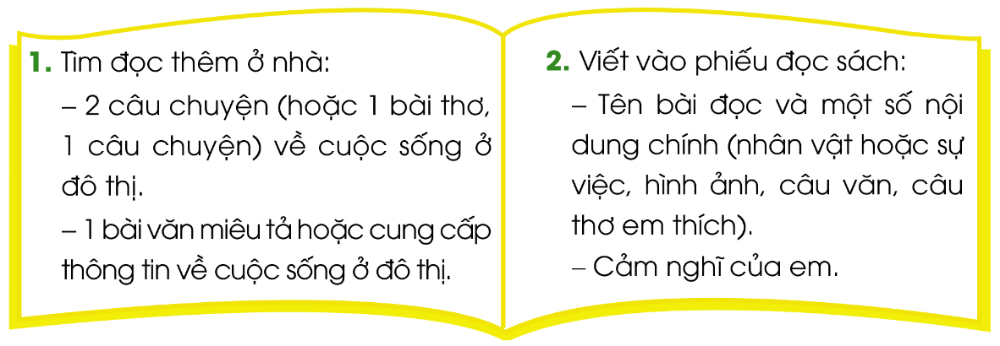 1. Tìm đọc thêm ở nhà:
– 2 câu chuyện (hoặc 1 bài thơ,
1 câu chuyện) về cuộc sống ở
đô thị.
– 1 bài văn miêu tả hoặc cung cấp
thông tin về cuộc sống ở đô thị.
2. Viết vào phiếu đọc sách:
– Tên bài đọc và một số nội
dung chính (nhân vật hoặc sự
việc, hình ảnh, câu văn, câu
thơ em thích).
– Cảm nghĩ của em.